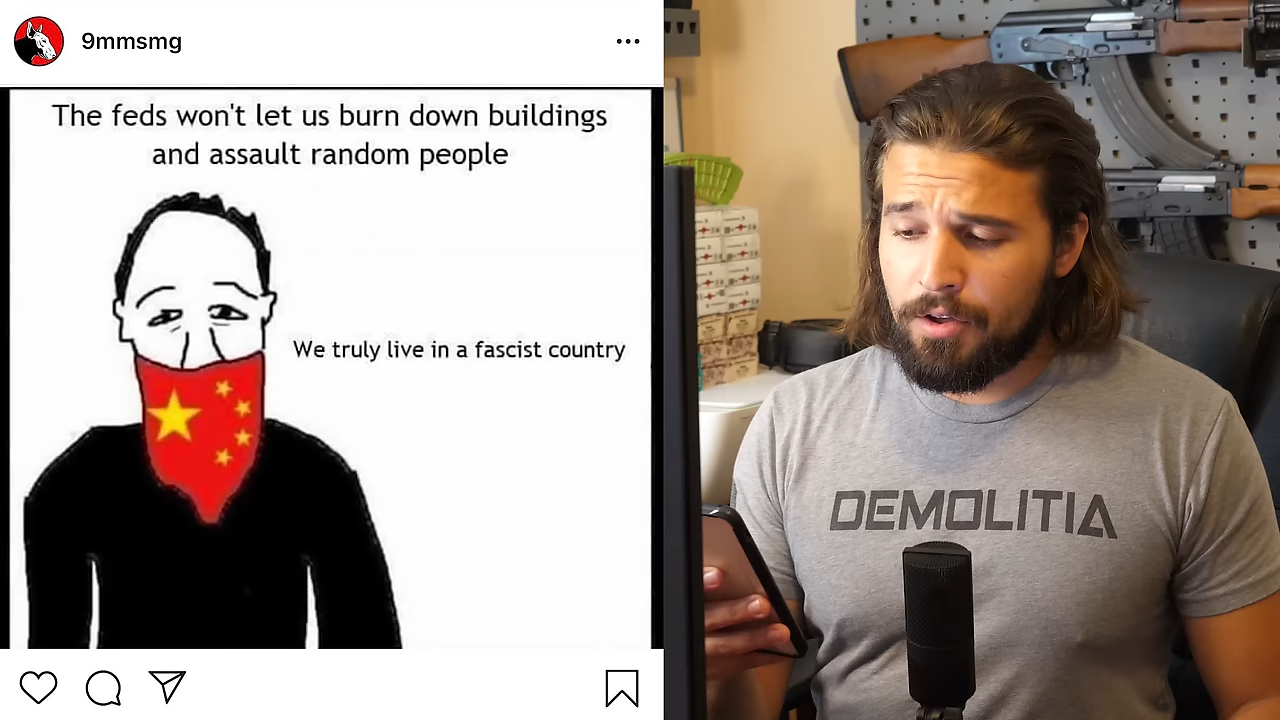 9mmsmg
The feds won't let us burn down buildings
and assault random people
We truly live in a fascist country
DEMOLITIA